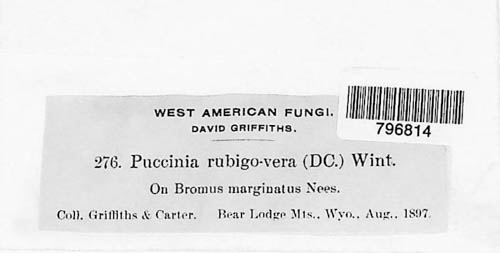 WEST AMERICAN FUNGI.
DAVID GRIFFITHS.
796814
276. Puccinia rubigo-vera (DC.) Wint.
On Bromus marginatus Nees.
Coll. Griffiths & Carter. Bear Lodge Mts., Wyo., Aug., 1897.